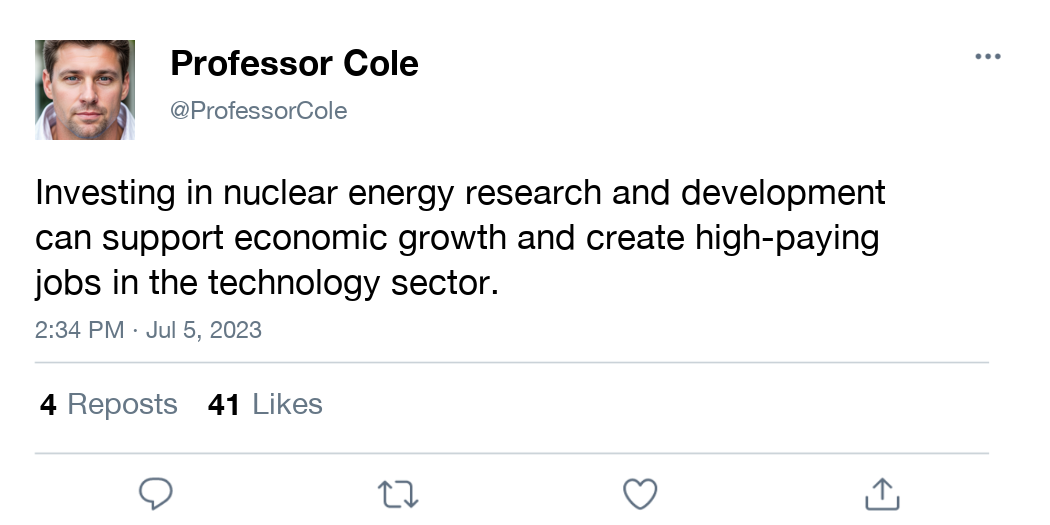 Professor Cole
@ProfessorCole
Investing in nuclear energy research and development
can support economic growth and create high-paying
jobs in the technology sector.
2:34 PM · Jul 5, 2023
4 Reposts 41 Likes